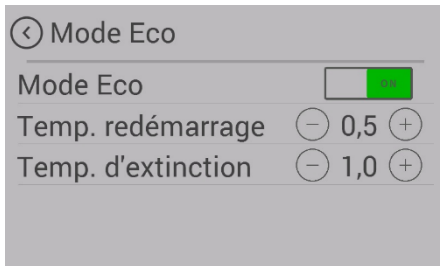 Mode Eco
Mode Eco ON
Temp. redémarrage - 0,5 +
Temp. d'extinction - 1,0 +